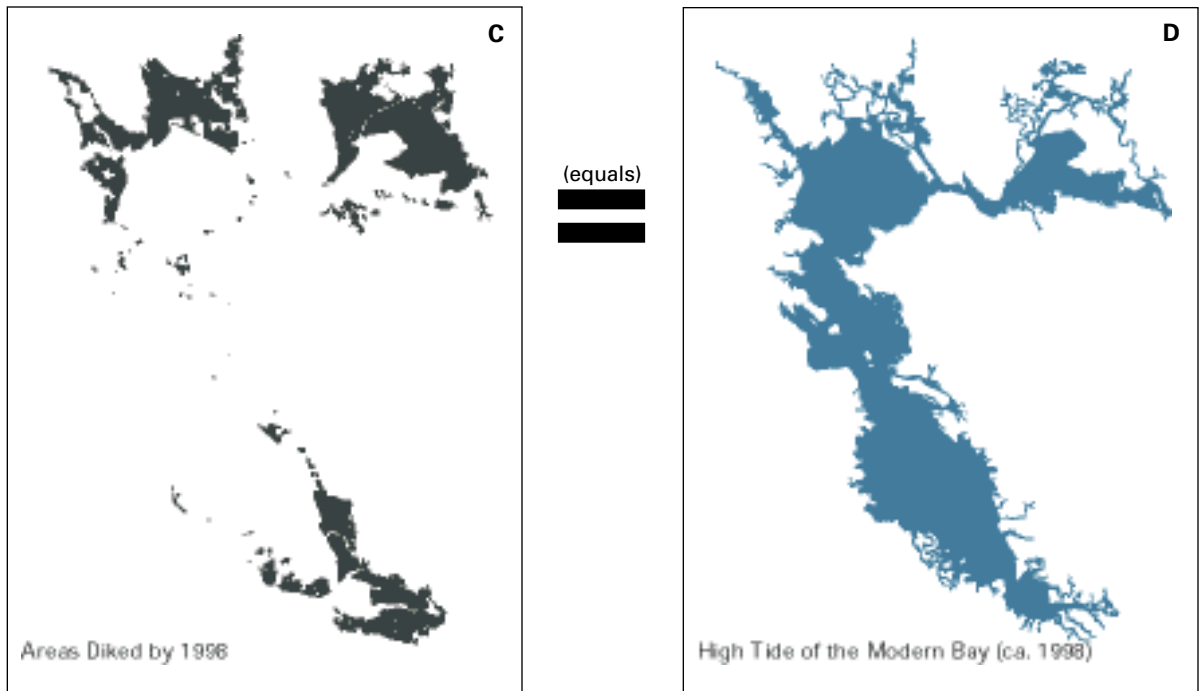 C
Areas Diked by 1998
(equals)
D
High Tide of the Modern Bay (ca. 1998)